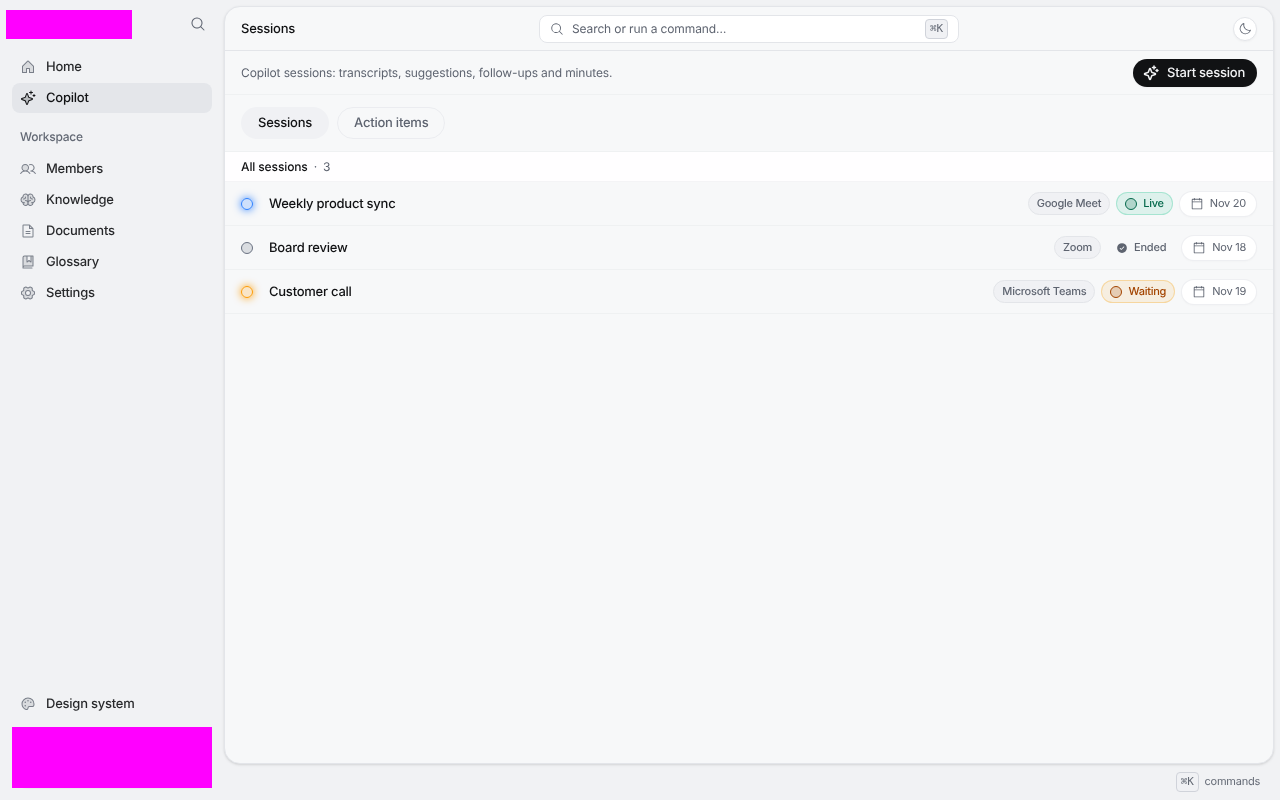 Home
Copilot
Workspace
Members
Knowledge
Documents
Glossary
Settings
Design system
Sessions
Search or run a command...
⌘K
Copilot sessions: transcripts, suggestions, follow-ups and minutes.
Start session
Sessions
Action items
All sessions · 3
Weekly product sync
Google Meet
Live
Nov 20
Board review
Zoom
Ended
Nov 18
Customer call
Microsoft Teams
Waiting
Nov 19
⌘K commands